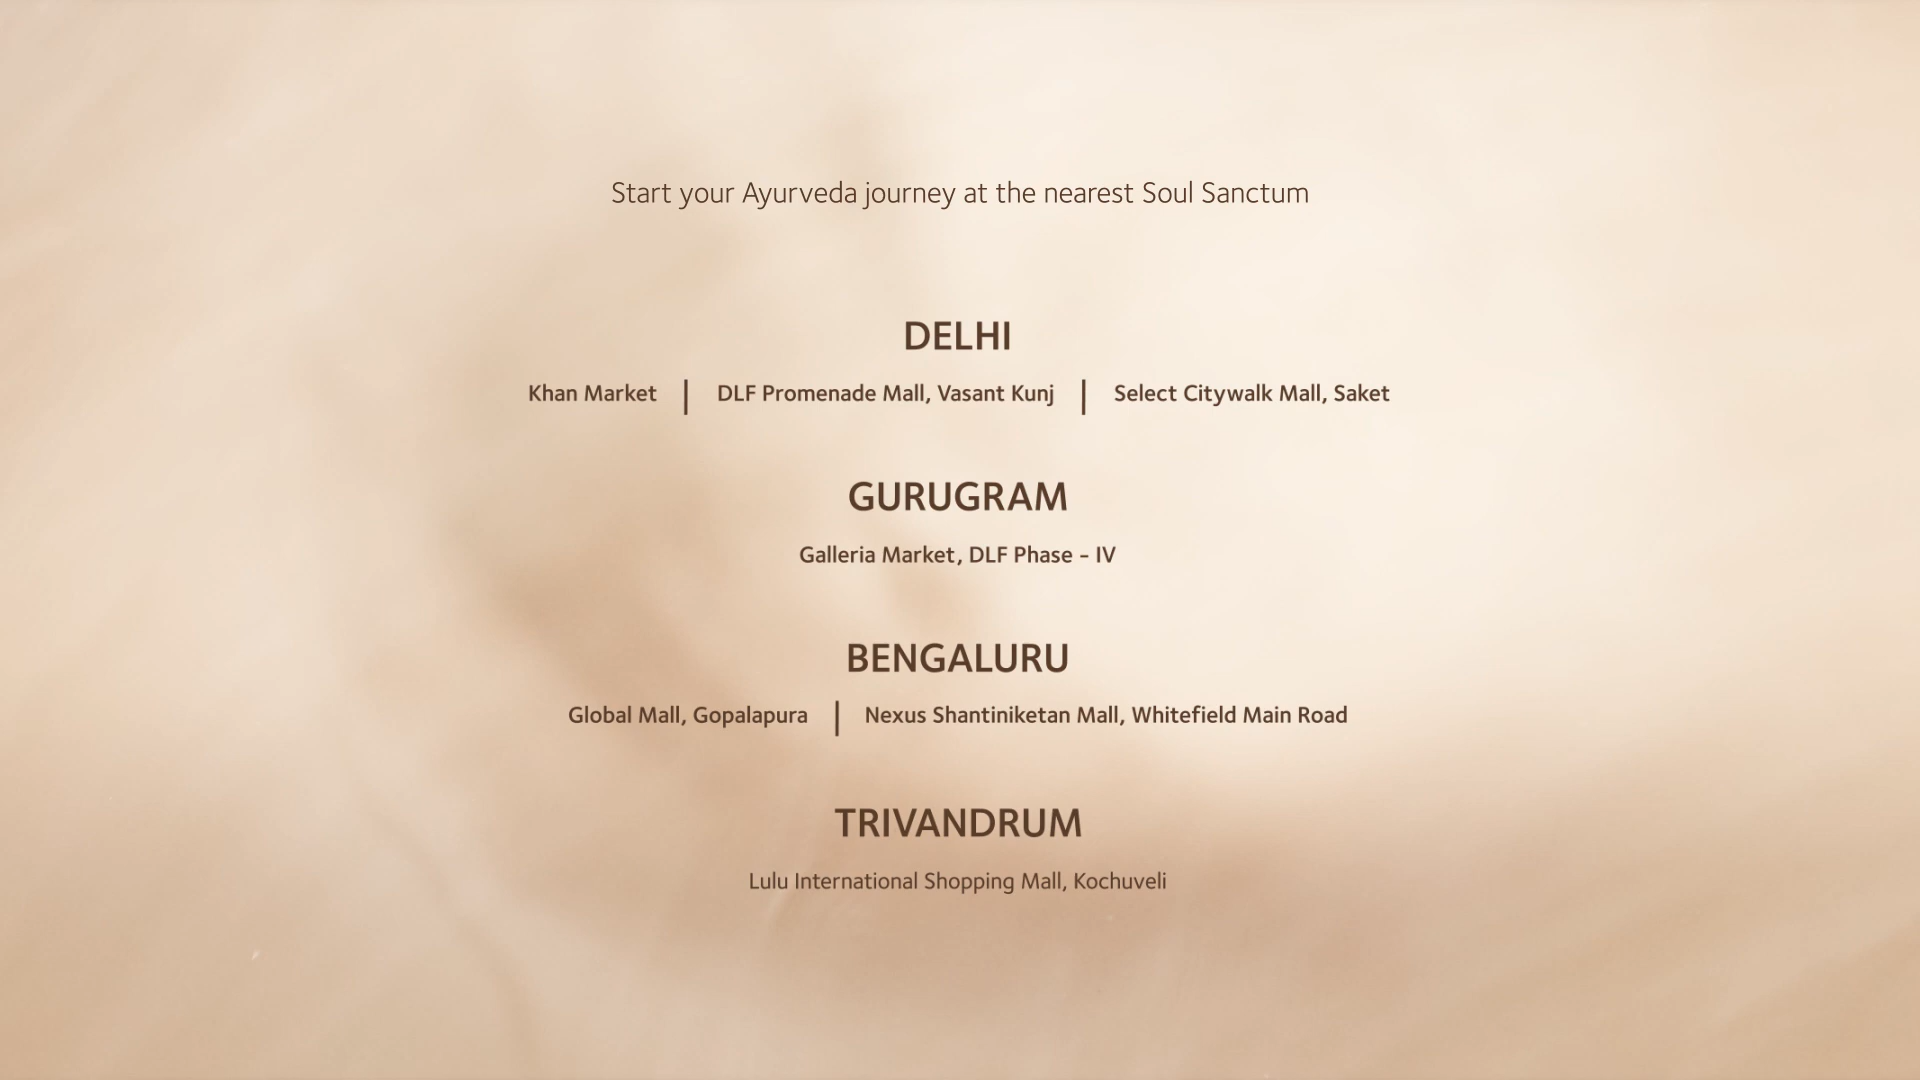 Start your Ayurveda journey at the nearest Soul Sanctum
DELHI
Khan Market | DLF Promenade Mall, Vasant Kunj | Select Citywalk Mall, Saket
GURUGRAM
Galleria Market, DLF Phase - IV
BENGALURU
Global Mall, Gopalapura | Nexus Shantiniketan Mall, Whitefield Main Road
TRIVANDRUM
Lulu International Shopping Mall, Kochuveli